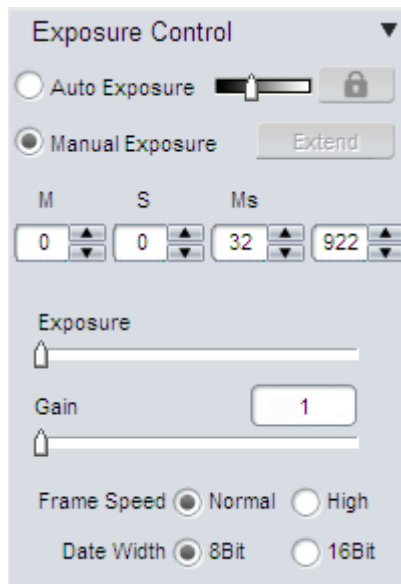 Exposure Control
Auto Exposure
Manual Exposure Extend
M S Ms
0 0 32 922
Exposure
Gain 1
Frame Speed Normal High
Date Width 8Bit 16Bit